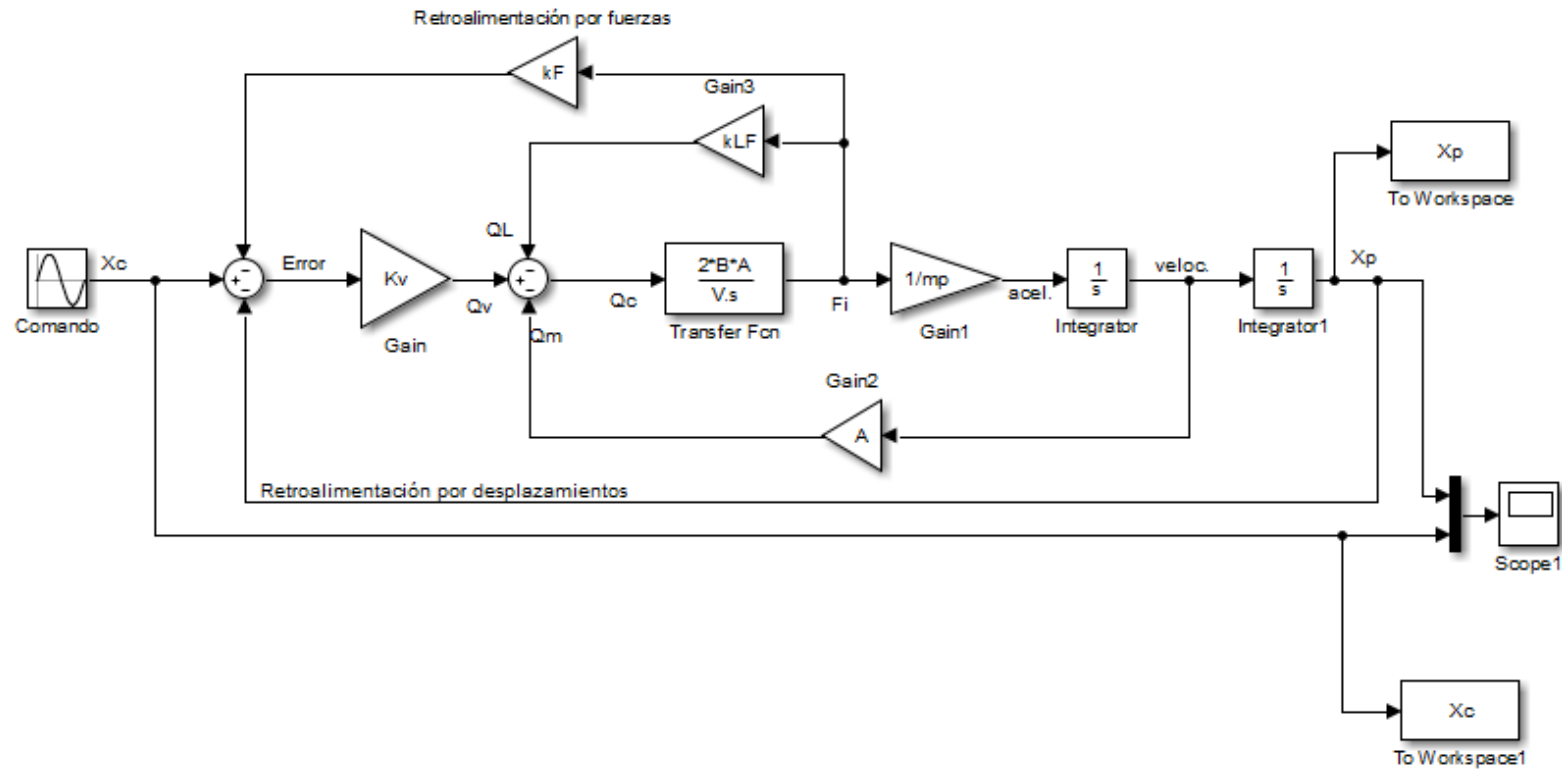 Retroalimentación por fuerzas
kF
Gain3
kLF
Xp
To Workspace
QL
Xc
Comando
+
−
−
Error
Kv
Gain
Qv
+
−
−
Qm
Qc
2*B*A
V.s
Transfer Fcn
Fi
1/mp
Gain1
acel.
1
s
Integrator
veloc.
1
s
Integrator1
Xp
Gain2
A
Retroalimentación por desplazamientos
Scope1
Xc
To Workspace1